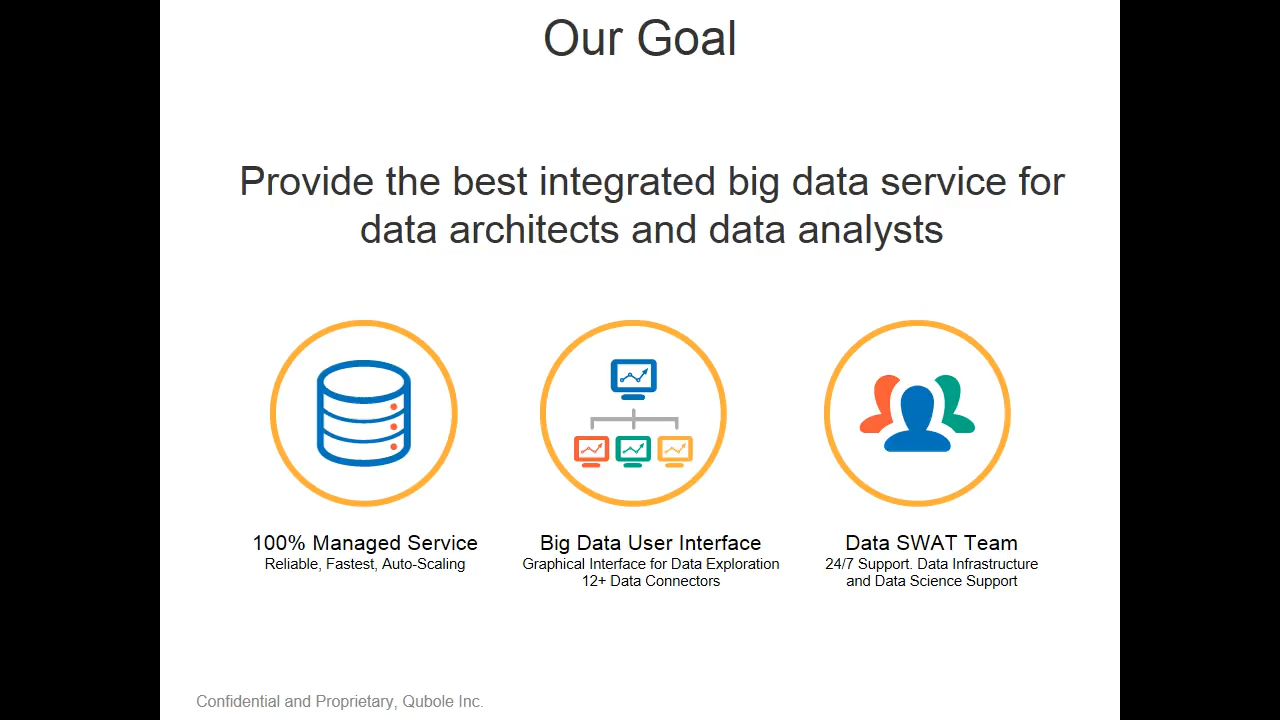 Our Goal
Provide the best integrated big data service for
data architects and data analysts
100% Managed Service
Reliable, Fastest, Auto-Scaling
Big Data User Interface
Graphical Interface for Data Exploration
12+ Data Connectors
Data SWAT Team
24/7 Support. Data Infrastructure
and Data Science Support
Confidential and Proprietary, Qubole Inc.